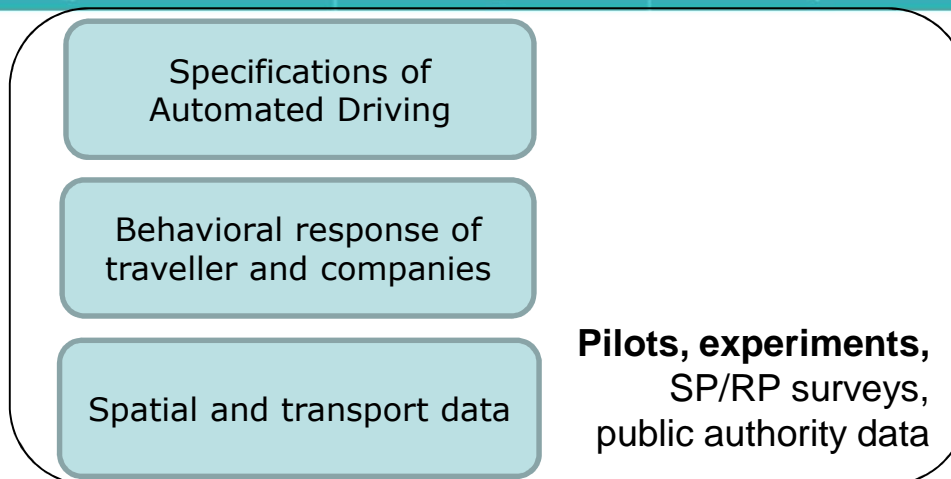 Specifications of
Automated Driving
Behavioral response of
traveller and companies
Spatial and transport data
Pilots, experiments,
SP/RP surveys,
public authority data